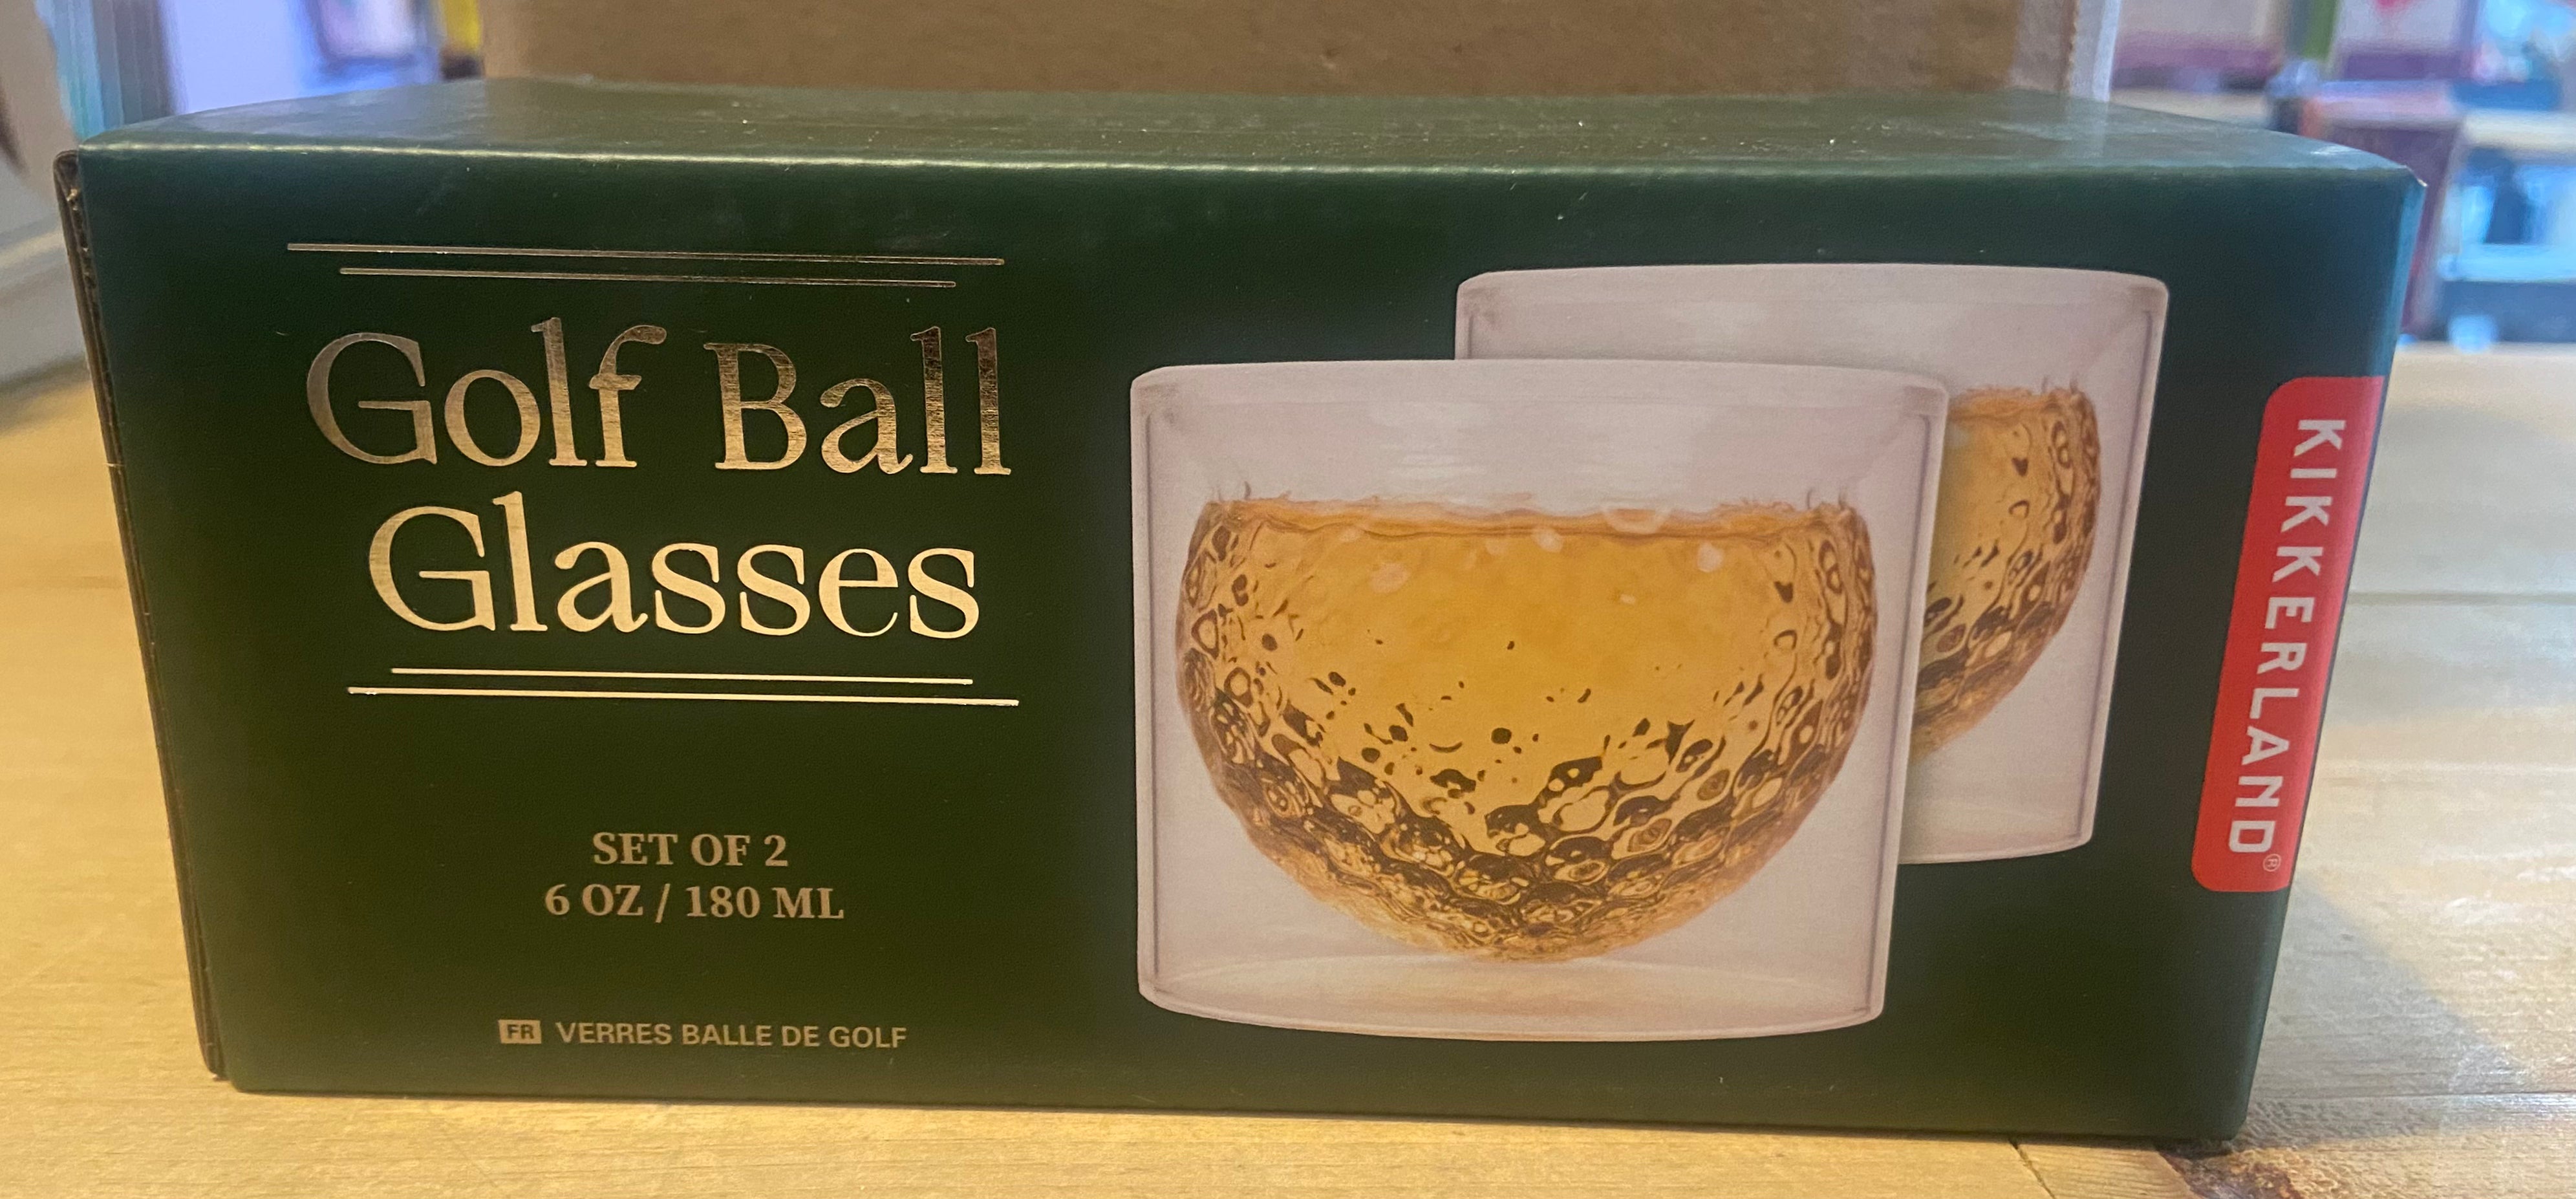 Golf Ball
Glasses
SET OF 2
6 OZ / 180 ML
FR VERRES BALLE DE GOLF
KIKKERLAND®